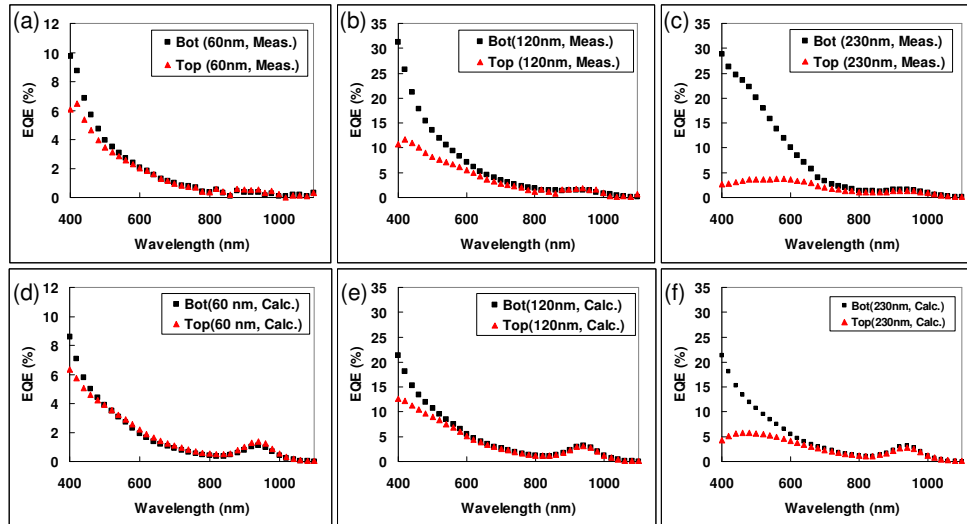 (a)
12
10
8
6
4
2
0
EQE (%)
400 600 800 1000
Wavelength (nm)
Bot (60nm, Meas.)
Top (60nm, Meas.)
(b)
35
30
25
20
15
10
5
0
EQE (%)
400 600 800 1000
Wavelength (nm)
Bot(120nm, Meas.)
Top (120nm, Meas.)
(c)
35
30
25
20
15
10
5
0
EQE (%)
400 600 800 1000
Wavelength (nm)
Bot (230nm, Meas.)
Top (230nm, Meas.)
(d)
12
10
8
6
4
2
0
EQE (%)
400 600 800 1000
Wavelength (nm)
Bot(60 nm, Calc.)
Top(60 nm, Calc.)
(e)
35
30
25
20
15
10
5
0
EQE (%)
400 600 800 1000
Wavelength (nm)
Bot(120nm, Calc.)
Top(120nm, Calc.)
(f)
35
30
25
20
15
10
5
0
EQE (%)
400 600 800 1000
Wavelength (nm)
Bot(230nm, Calc.)
Top(230nm, Calc.)